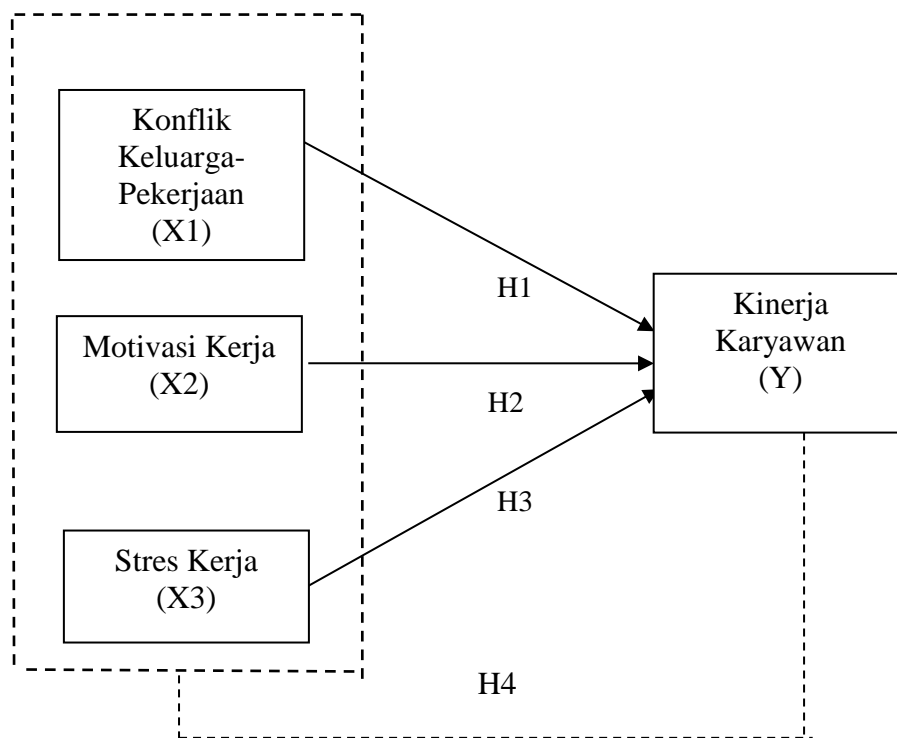 Konflik
Keluarga-
Pekerjaan
(X1)
H1
Kinerja
Karyawan
(Y)
Motivasi Kerja
(X2)
H2
H3
Stres Kerja
(X3)
H4